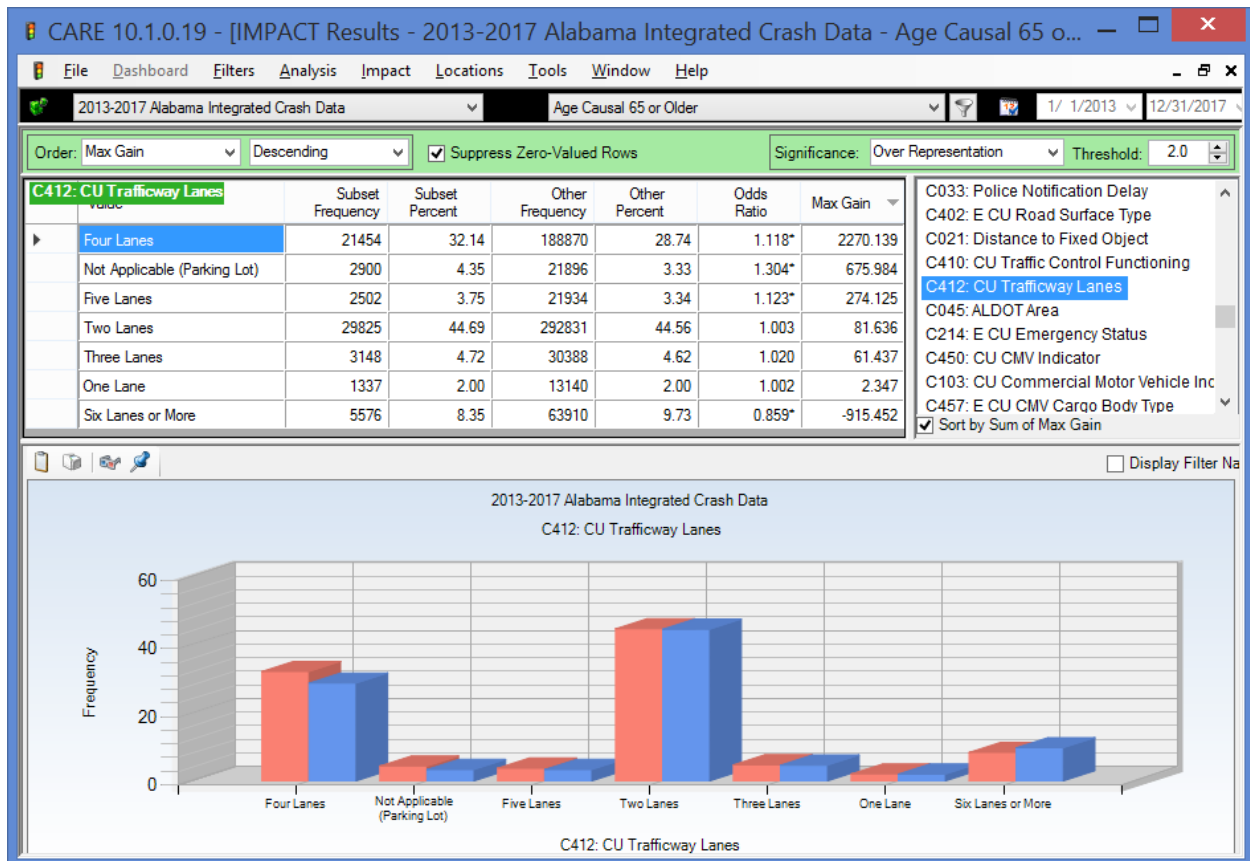 CARE 10.1.0.19 - [IMPACT Results - 2013-2017 Alabama Integrated Crash Data - Age Causal 65 o...
File Dashboard Filters Analysis Impact Locations Tools Window Help
2013-2017 Alabama Integrated Crash Data Age Causal 65 or Older 1/ 1/2013 12/31/2017
Order: Max Gain Descending Suppress Zero-Valued Rows Significance: Over Representation Threshold: 2.0
C412: CU Trafficway Lanes Subset Frequency Subset Percent Other Frequency Other Percent Odds Ratio Max Gain
Four Lanes 21454 32.14 188870 28.74 1.118* 2270.139
Not Applicable (Parking Lot) 2900 4.35 21896 3.33 1.304* 675.984
Five Lanes 2502 3.75 21934 3.34 1.123* 274.125
Two Lanes 29825 44.69 292831 44.56 1.003 81.636
Three Lanes 3148 4.72 30388 4.62 1.020 61.437
One Lane 1337 2.00 13140 2.00 1.002 2.347
Six Lanes or More 5576 8.35 63910 9.73 0.859* -915.452
C033: Police Notification Delay
C402: E CU Road Surface Type
C021: Distance to Fixed Object
C410: CU Traffic Control Functioning
C412: CU Trafficway Lanes
C045: ALDOT Area
C214: E CU Emergency Status
C450: CU CMV Indicator
C103: CU Commercial Motor Vehicle Inc
C457: E CU CMV Cargo Body Type
Sort by Sum of Max Gain
Display Filter Na
2013-2017 Alabama Integrated Crash Data
C412: CU Trafficway Lanes
Frequency
60
40
20
0
Four Lanes
Not Applicable
(Parking Lot)
Five Lanes
Two Lanes
Three Lanes
One Lane
Six Lanes or More
C412: CU Trafficway Lanes